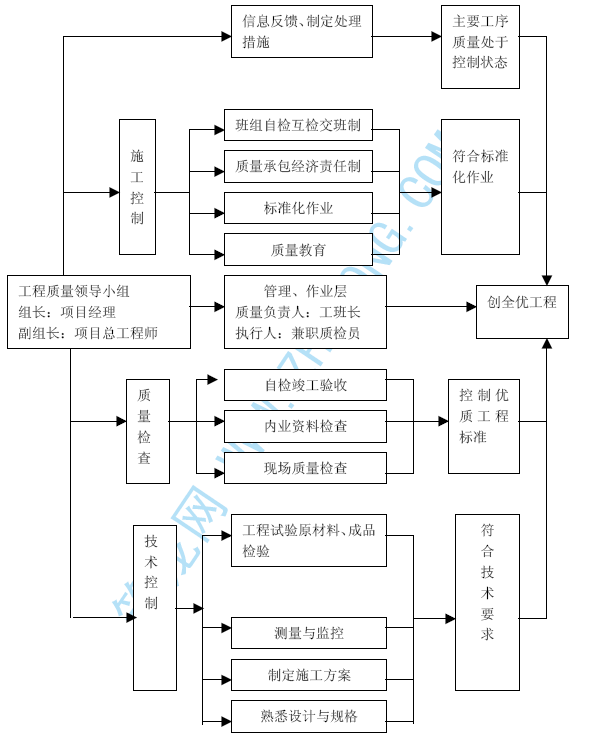 信息反馈、制定处理
措施
主要工序
质量处于
控制状态
施
工
控
制
班组自检互检交班制
质量承包经济责任制
标准化作业
质量教育
符合标准
化作业
工程质量领导小组
组长：项目经理
副组长：项目总工程师
管理、作业层
质量负责人：工班长
执行人：兼职质检员
创全优工程
质
量
检
查
自检竣工验收
内业资料检查
现场质量检查
控制优
质工程
标准
技
术
控
制
工程试验原材料、成品
检验
测量与监控
制定施工方案
熟悉设计与规格
符
合
技
术
要
求